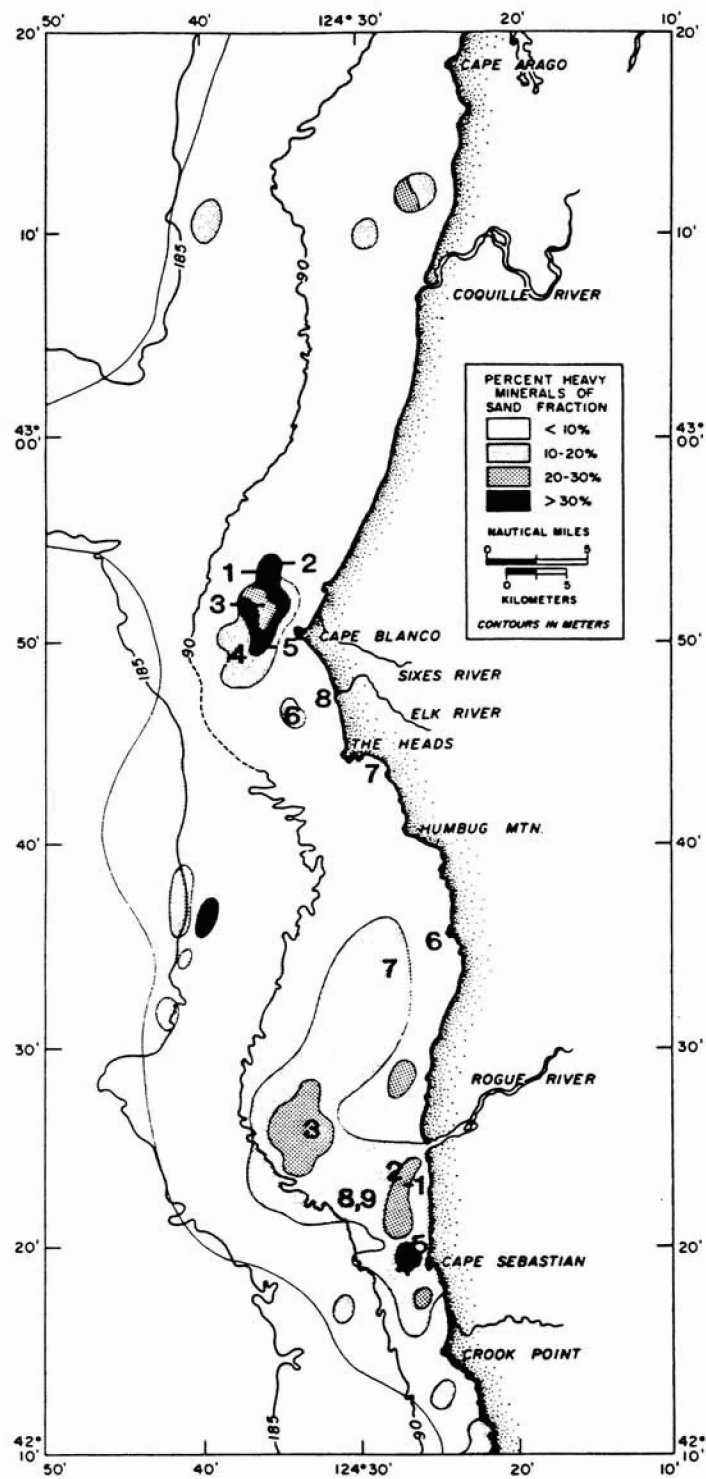 50' 40' 124° 30' 20' 10'
20' 20'
CAPE ARAGO
10' 10'
185
90
COQUILLE RIVER
PERCENT HEAVY
MINERALS OF
SAND FRACTION
< 10%
10-20%
20-30%
> 30%
NAUTICAL MILES
0 5
0 5
KILOMETERS
CONTOURS IN METERS
43° 43°
00' 00'
1 2
3
4 5
50' 50'
CAPE BLANCO
185
90
SIXES RIVER
8
6
ELK RIVER
THE HEADS
7
40' 40'
HUMBUG MTN.
6
7
30' 30'
ROGUE RIVER
3
2
1
8,9
5
20' 20'
CAPE SEBASTIAN
CROOK POINT
185
90
42° 42°
10' 10'
50' 40' 124° 30' 20' 10'